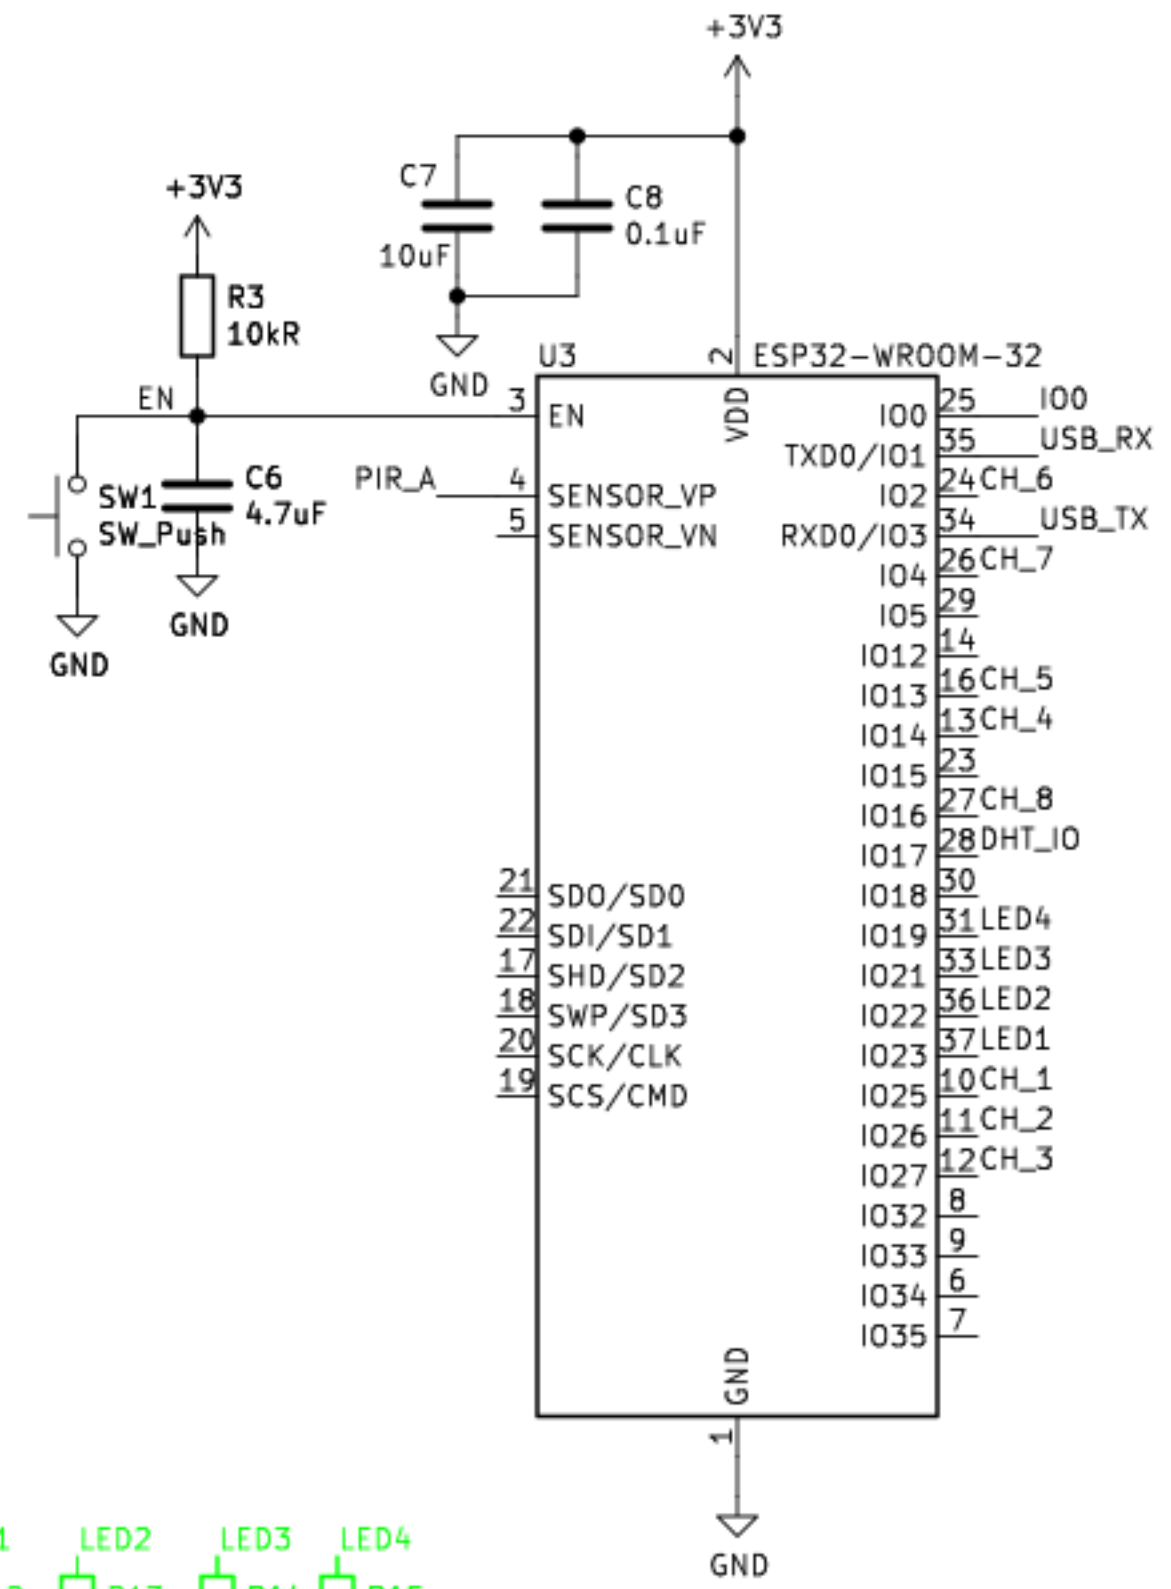 +3V3
C7
10uF
C8
0.1uF
GND
+3V3
R3
10kR
EN
SW1
SW_Push
C6
4.7uF
GND
GND
U3
ESP32-WROOM-32
2
VDD
3
EN
PIR_A
4
SENSOR_VP
5
SENSOR_VN
21
SDO/SD0
22
SDI/SD1
17
SHD/SD2
18
SWP/SD3
20
SCK/CLK
19
SCS/CMD
IO0 25 IO0
TXD0/IO1 35 USB_RX
IO2 24 CH_6
RXD0/IO3 34 USB_TX
IO4 26 CH_7
IO5 29
IO12 14
IO13 16 CH_5
IO14 13 CH_4
IO15 23
IO16 27 CH_8
IO17 28 DHT_IO
IO18 30
IO19 31 LED4
IO21 33 LED3
IO22 36 LED2
IO23 37 LED1
IO25 10 CH_1
IO26 11 CH_2
IO27 12 CH_3
IO32 8
IO33 9
IO34 6
IO35 7
GND
1
GND
LED2
LED3
LED4